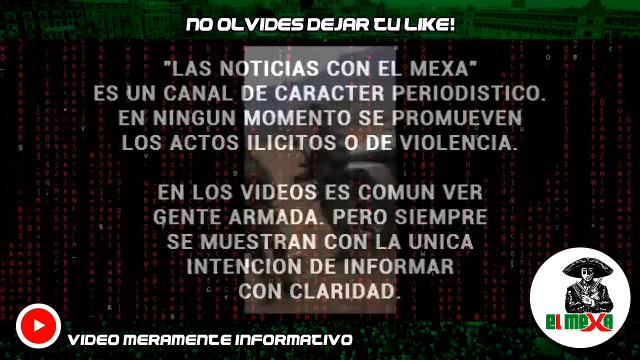 NO OLVIDES DEJAR TU LIKE!
"LAS NOTICIAS CON EL MEXA"
ES UN CANAL DE CARACTER PERIODISTICO.
EN NINGUN MOMENTO SE PROMUEVEN
LOS ACTOS ILICITOS O DE VIOLENCIA.
EN LOS VIDEOS ES COMUN VER
GENTE ARMADA. PERO SIEMPRE
SE MUESTRAN CON LA UNICA
INTENCION DE INFORMAR
CON CLARIDAD.
EL MEXA
VIDEO MERAMENTE INFORMATIVO